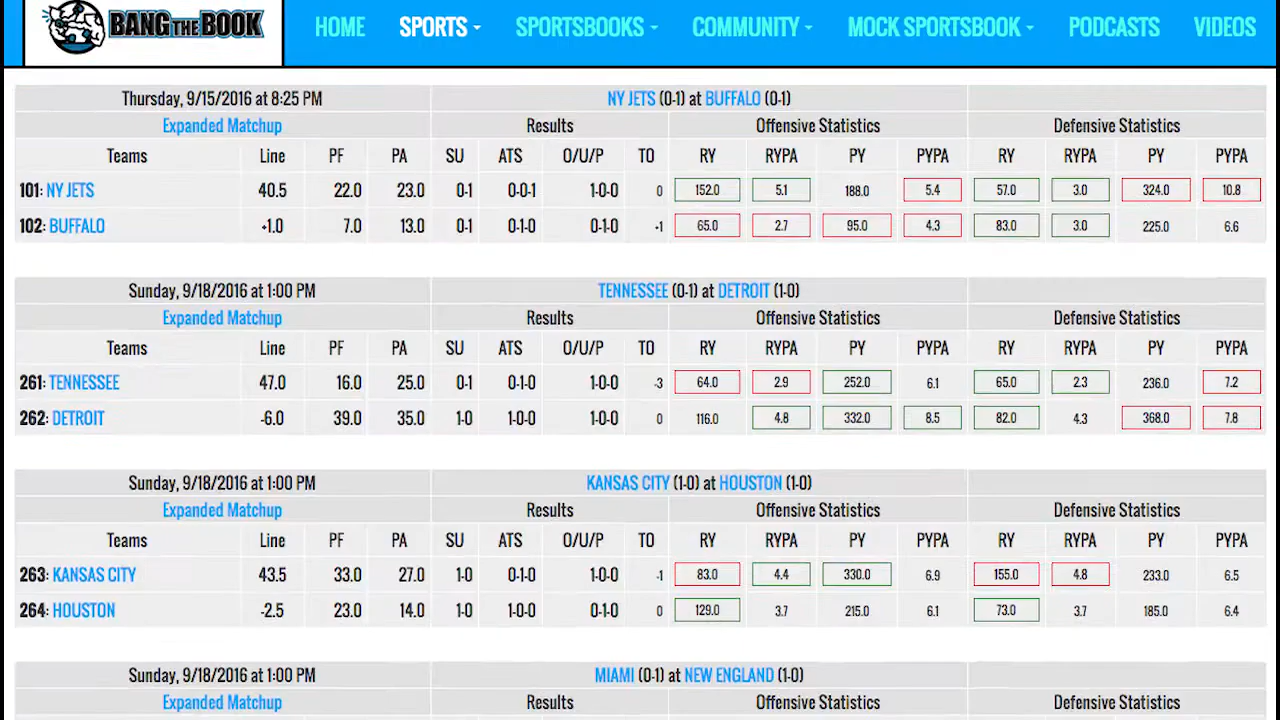 BANG THE BOOK HOME SPORTS SPORTSBOOKS COMMUNITY MOCK SPORTSBOOK PODCASTS VIDEOS
Thursday, 9/15/2016 at 8:25 PM NY JETS (0-1) at BUFFALO (0-1)
Expanded Matchup Results Offensive Statistics Defensive Statistics
Teams Line PF PA SU ATS O/U/P TO RY RYPA PY PYPA RY RYPA PY PYPA
101: NY JETS 40.5 22.0 23.0 0-1 0-0-1 1-0-0 0 152.0 5.1 188.0 5.4 57.0 3.0 324.0 10.8
102: BUFFALO +1.0 7.0 13.0 0-1 0-1-0 0-1-0 +1 65.0 2.7 95.0 4.3 83.0 3.0 225.0 6.6
Sunday, 9/18/2016 at 1:00 PM TENNESSEE (0-1) at DETROIT (1-0)
Expanded Matchup Results Offensive Statistics Defensive Statistics
Teams Line PF PA SU ATS O/U/P TO RY RYPA PY PYPA RY RYPA PY PYPA
261: TENNESSEE 47.0 16.0 25.0 0-1 0-1-0 1-0-0 -3 64.0 2.9 252.0 6.1 65.0 2.3 236.0 7.2
262: DETROIT -6.0 39.0 35.0 1-0 1-0-0 1-0-0 0 116.0 4.8 332.0 8.5 82.0 4.3 368.0 7.8
Sunday, 9/18/2016 at 1:00 PM KANSAS CITY (1-0) at HOUSTON (1-0)
Expanded Matchup Results Offensive Statistics Defensive Statistics
Teams Line PF PA SU ATS O/U/P TO RY RYPA PY PYPA RY RYPA PY PYPA
263: KANSAS CITY 43.5 33.0 27.0 1-0 0-1-0 1-0-0 -1 83.0 4.4 330.0 6.9 155.0 4.8 233.0 6.5
264: HOUSTON -2.5 23.0 14.0 1-0 1-0-0 0-1-0 0 129.0 3.7 215.0 6.1 73.0 3.7 185.0 6.4
Sunday, 9/18/2016 at 1:00 PM MIAMI (0-1) at NEW ENGLAND (1-0)
Expanded Matchup Results Offensive Statistics Defensive Statistics